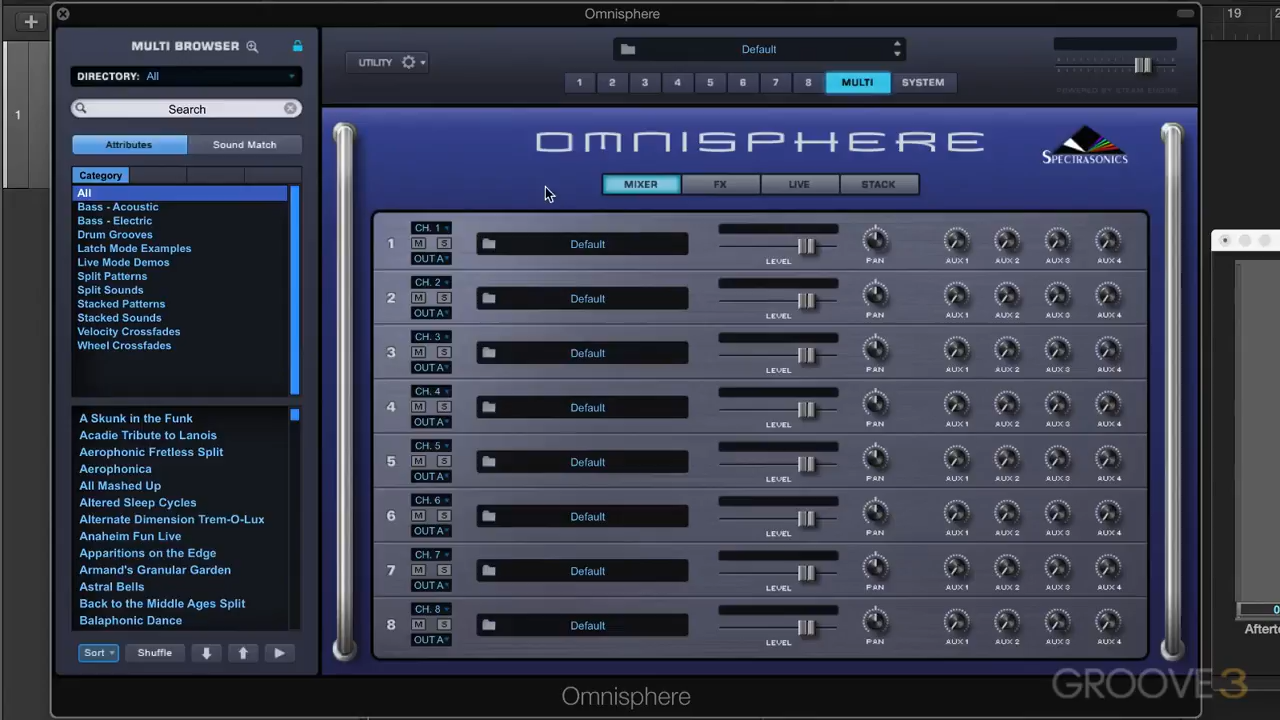 Omnisphere
19
1
MULTI BROWSER
DIRECTORY: All
Search
Attributes
Sound Match
Category
All
Bass - Acoustic
Bass - Electric
Drum Grooves
Latch Mode Examples
Live Mode Demos
Split Patterns
Split Sounds
Stacked Patterns
Stacked Sounds
Velocity Crossfades
Wheel Crossfades
A Skunk in the Funk
Acadie Tribute to Lanois
Aerophonic Fretless Split
Aerophonica
All Mashed Up
Altered Sleep Cycles
Alternate Dimension Trem-O-Lux
Anaheim Fun Live
Apparitions on the Edge
Armand's Granular Garden
Astral Bells
Back to the Middle Ages Split
Balaphonic Dance
Sort
Shuffle
UTILITY
Default
1 2 3 4 5 6 7 8 MULTI SYSTEM
POWERED BY STEAM ENGINE
OMNISPHERE
SPECTRASONICS
MIXER FX LIVE STACK
1 CH. 1 M S OUT A Default LEVEL PAN AUX 1 AUX 2 AUX 3 AUX 4
2 CH. 2 M S OUT A Default LEVEL PAN AUX 1 AUX 2 AUX 3 AUX 4
3 CH. 3 M S OUT A Default LEVEL PAN AUX 1 AUX 2 AUX 3 AUX 4
4 CH. 4 M S OUT A Default LEVEL PAN AUX 1 AUX 2 AUX 3 AUX 4
5 CH. 5 M S OUT A Default LEVEL PAN AUX 1 AUX 2 AUX 3 AUX 4
6 CH. 6 M S OUT A Default LEVEL PAN AUX 1 AUX 2 AUX 3 AUX 4
7 CH. 7 M S OUT A Default LEVEL PAN AUX 1 AUX 2 AUX 3 AUX 4
8 CH. 8 M S OUT A Default LEVEL PAN AUX 1 AUX 2 AUX 3 AUX 4
Omnisphere
GROOVE3